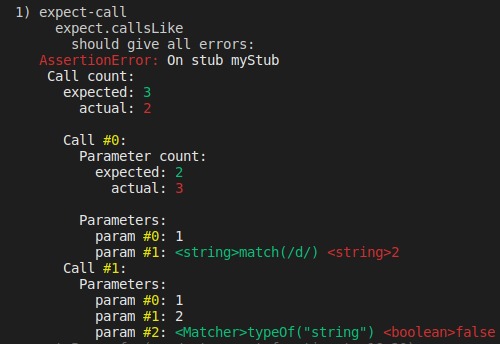 1) expect-call
expect.callsLike
should give all errors:
AssertionError: On stub myStub
Call count:
expected: 3
actual: 2
Call #0:
Parameter count:
expected: 2
actual: 3
Parameters:
param #0: 1
param #1: <string>match(/d/) <string>2
Call #1:
Parameters:
param #0: 1
param #1: 2
param #2: <Matcher>typeOf("string") <boolean>false